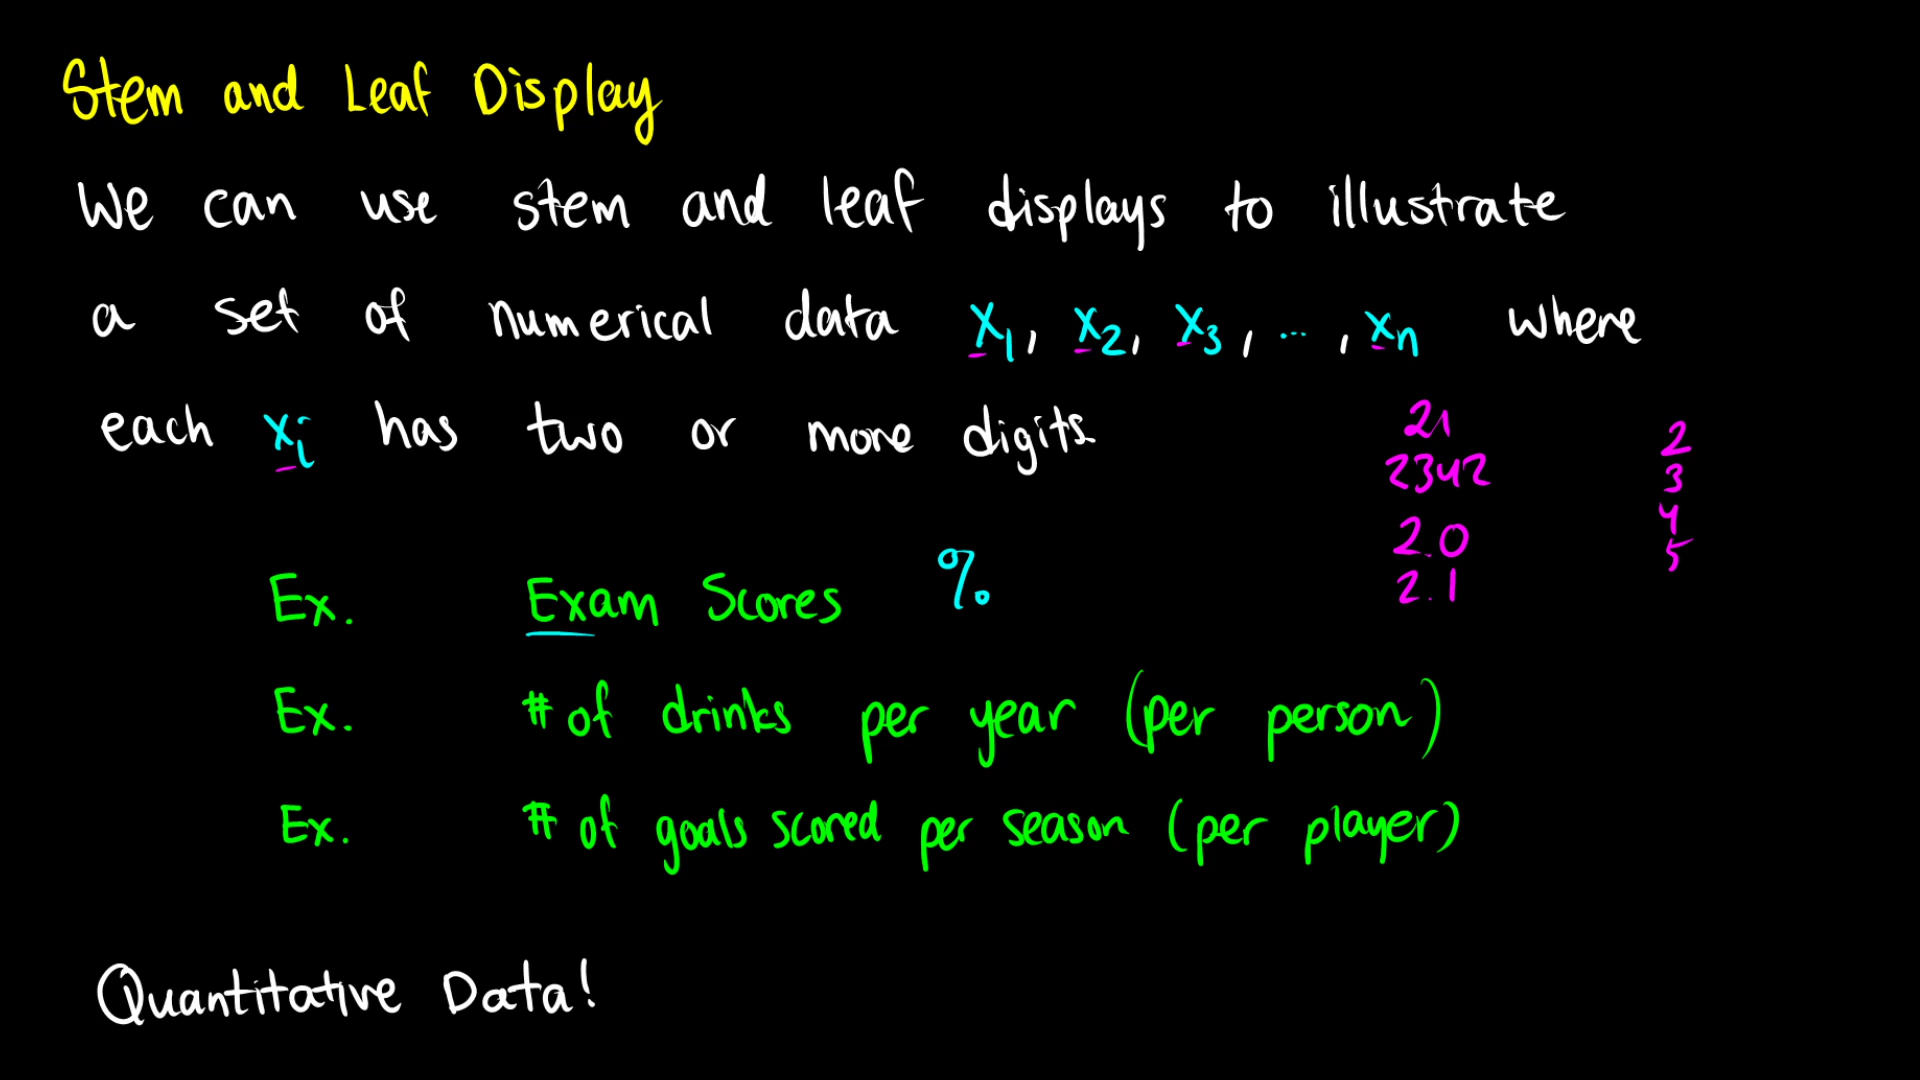 Stem and Leaf Display
We can use stem and leaf displays to illustrate
a set of numerical data x1, x2, x3, ..., xn where
each xi has two or more digits
21
2342
2.0
2.1
2
3
4
5
Ex. Exam Scores %
Ex. # of drinks per year (per person)
Ex. # of goals scored per season (per player)
Quantitative Data!